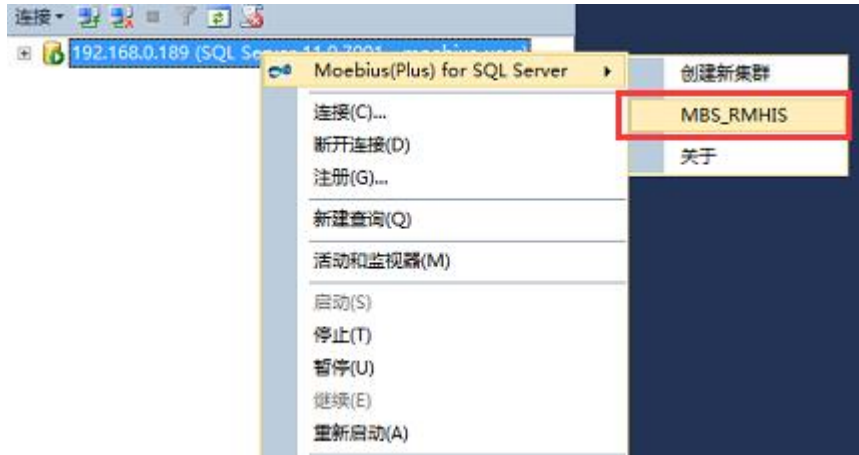 连接
192.168.0.189 (SQL Server 11.0.7001 - moebius_user)
Moebius(Plus) for SQL Server
创建新集群
连接(C)...
MBS_RMHIS
断开连接(D)
关于
注册(G)...
新建查询(Q)
活动和监视器(M)
启动(S)
停止(T)
暂停(U)
继续(E)
重新启动(A)